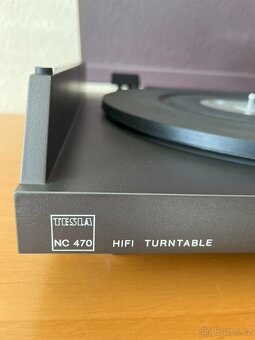 TESLA
NC 470 HIFI TURNTABLE